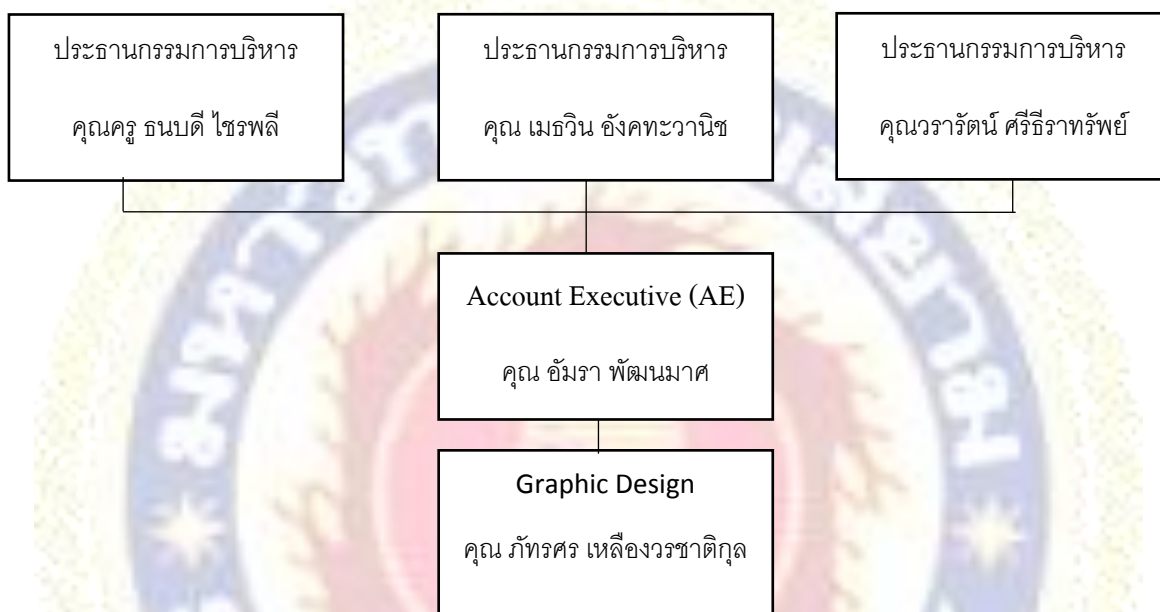 ประธานกรรมการบริหาร
คุณครู ธนบดี ไชรพลี
ประธานกรรมการบริหาร
คุณ เมธวิน อังคทะวานิช
ประธานกรรมการบริหาร
คุณวรารัตน์ ศรีธีราทรัพย์
Account Executive (AE)
คุณ อัมรา พัฒนมาศ
Graphic Design
คุณ ภัทรศร เหลืองวรชาติกุล